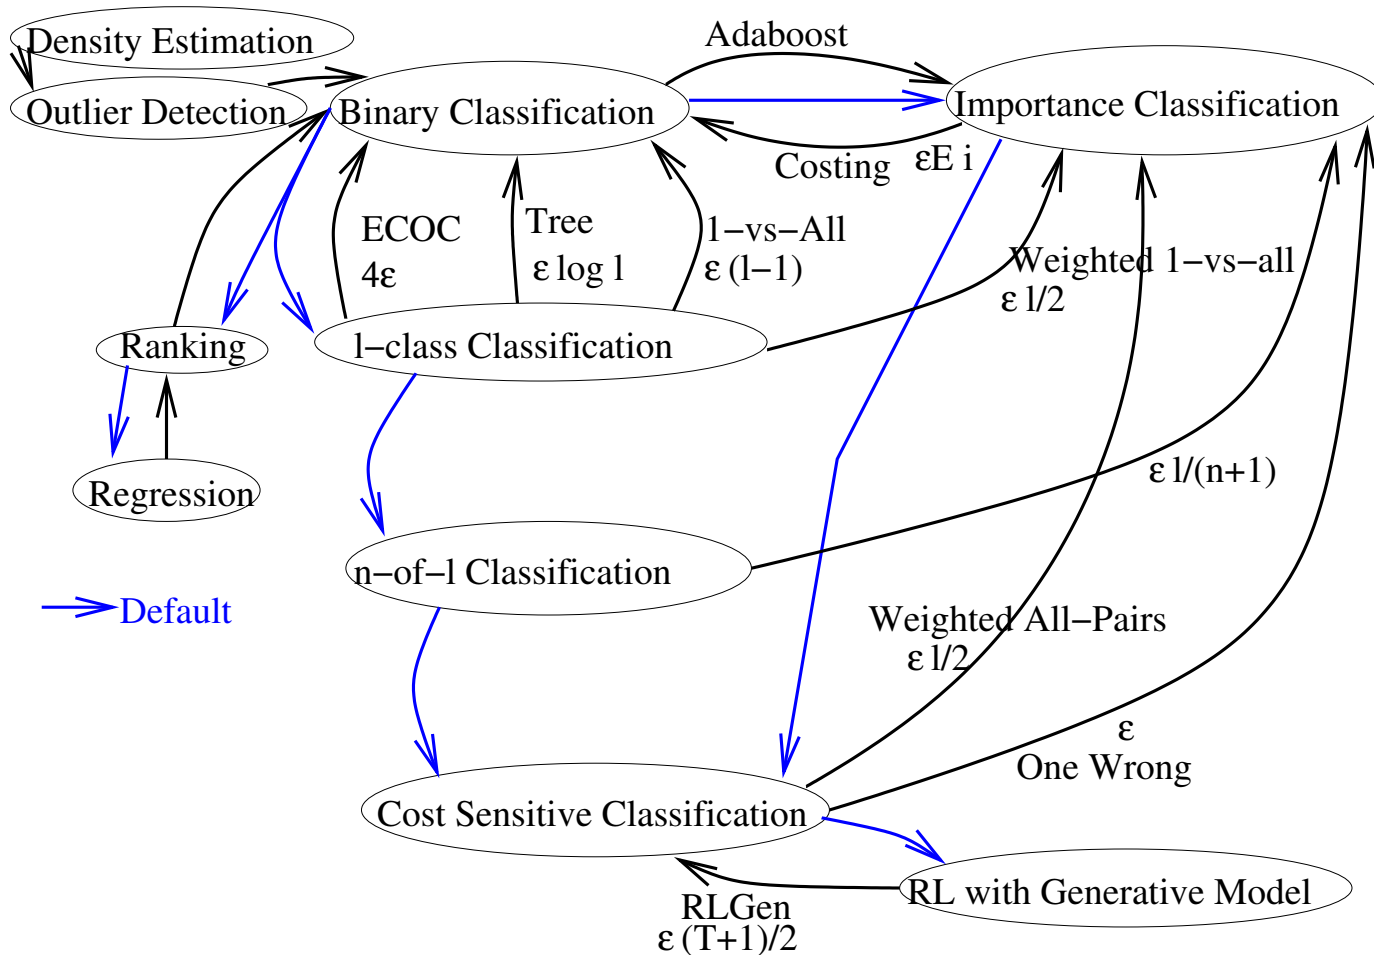 Adaboost
Density Estimation
Outlier Detection
Binary Classification
Importance Classification
Costing
εE i
ECOC
4ε
Tree
ε log l
1−vs−All
ε (l−1)
Weighted 1−vs−all
ε l/2
Ranking
l−class Classification
Regression
ε l/(n+1)
n−of−l Classification
Default
Weighted All−Pairs
ε l/2
ε
One Wrong
Cost Sensitive Classification
RL with Generative Model
RLGen
ε (T+1)/2